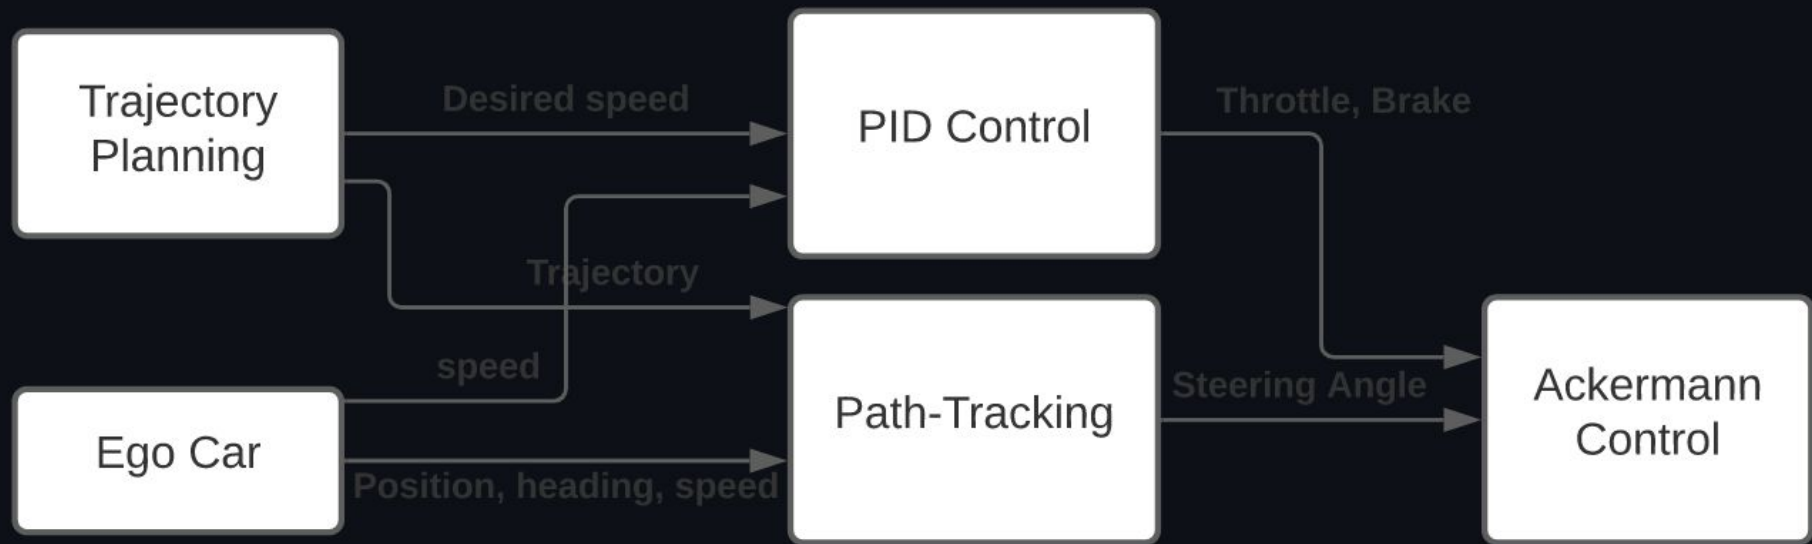 Trajectory
Planning
Desired speed
PID Control
Throttle, Brake
Trajectory
speed
Ego Car
Position, heading, speed
Path-Tracking
Steering Angle
Ackermann
Control